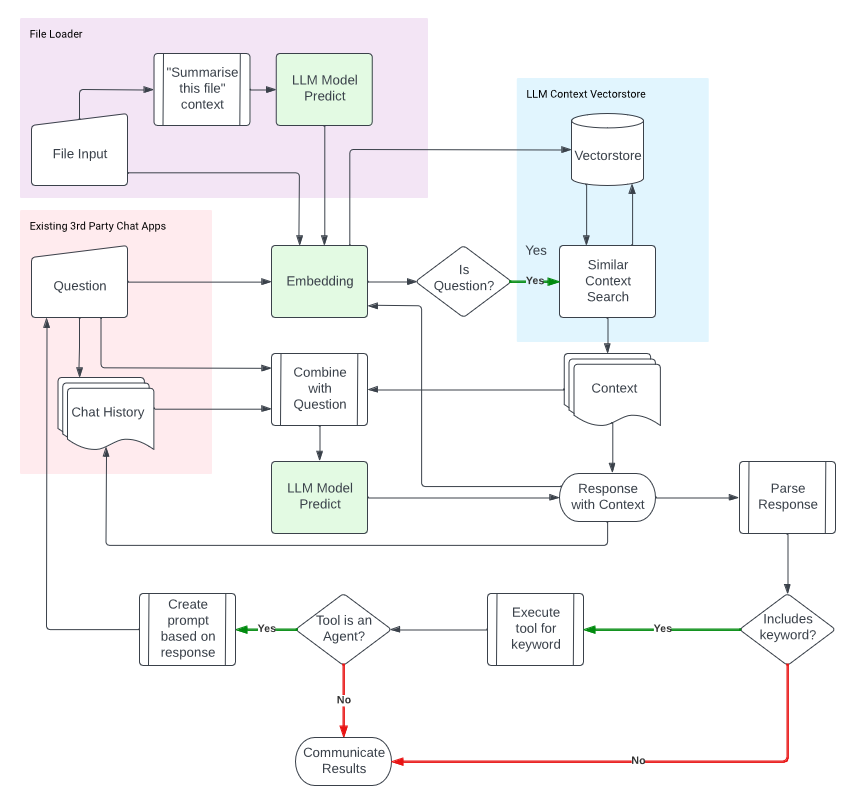 File Loader
"Summarise
this file"
context
LLM Model
Predict
File Input
LLM Context Vectorstore
Vectorstore
Existing 3rd Party Chat Apps
Question
Embedding
Is
Question?
Yes
Yes
Similar
Context
Search
Chat History
Combine
with
Question
Context
LLM Model
Predict
Response
with Context
Parse
Response
Create
prompt
based on
response
Yes
Tool is an
Agent?
Execute
tool for
keyword
Yes
Includes
keyword?
No
Communicate
Results
No